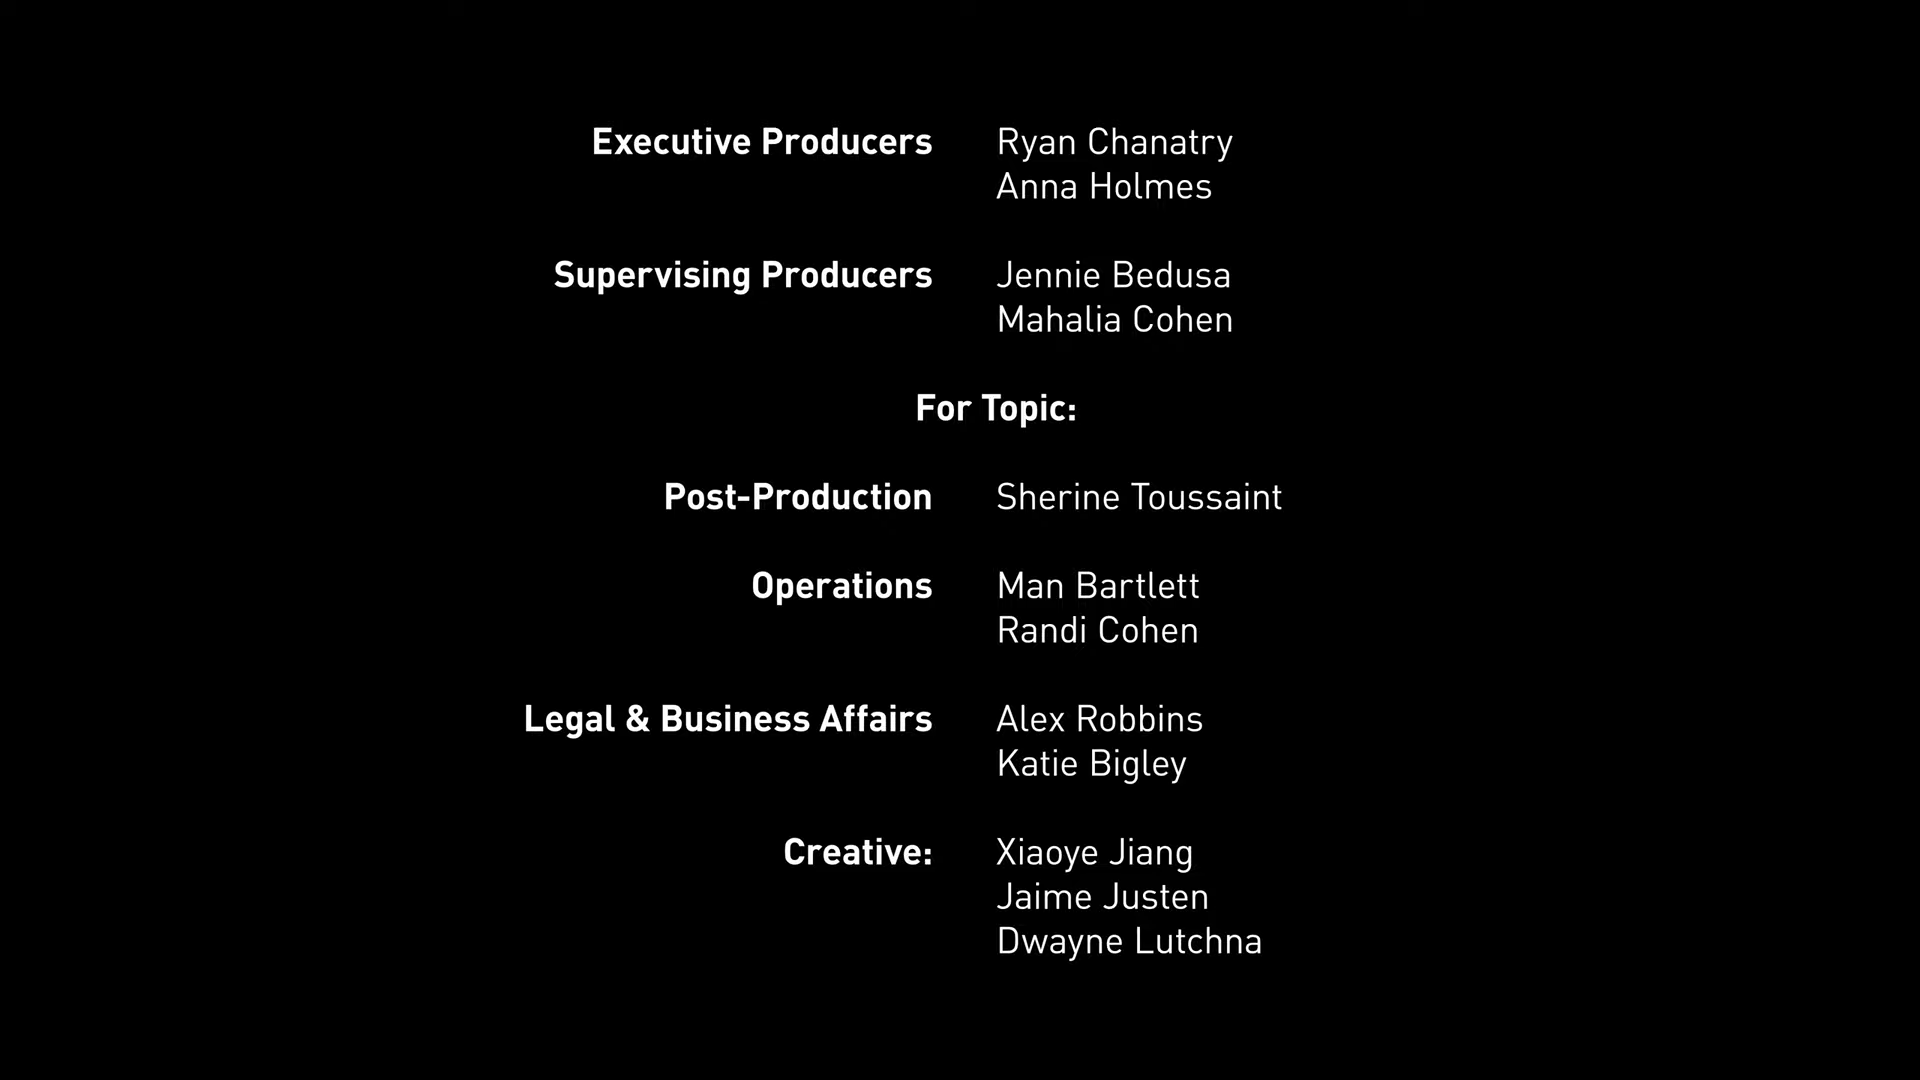 Executive Producers Ryan Chanatry
Anna Holmes
Supervising Producers Jennie Bedusa
Mahalia Cohen
For Topic:
Post-Production Sherine Toussaint
Operations Man Bartlett
Randi Cohen
Legal & Business Affairs Alex Robbins
Katie Bigley
Creative: Xiaoye Jiang
Jaime Justen
Dwayne Lutchna